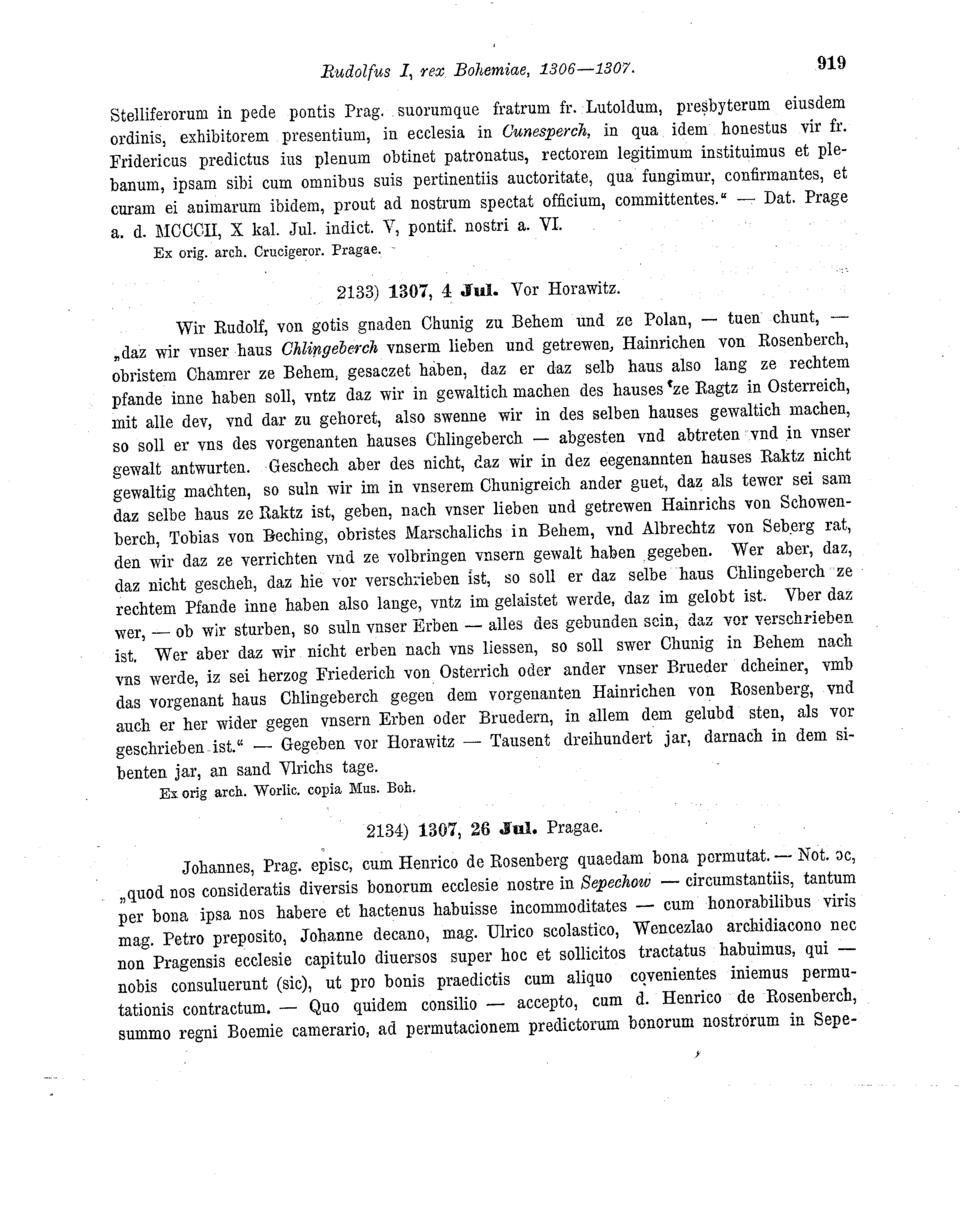 Rudolfus I, rex Bohemiae, 1306—1307. 919
Stelliferorum in pede pontis Prag. suorumque fratrum fr. Lutoldum, presbyterum eiusdem
ordinis, exhibitorem presentium, in ecclesia in Cunesperch, in qua idem honestus vir fr.
Fridericus predictus ius plenum obtinet patronatus, rectorem legitimum instituimus et ple-
banum, ipsam sibi cum omnibus suis pertinentiis auctoritate, qua fungimur, confirmantes, et
curam ei animarum ibidem, prout ad nostrum spectat officium, committentes.“ — Dat. Prage
a. d. MCCCII, X kal. Jul. indict. V, pontif. nostri a. VI.
Ex orig. arch. Crucigeror. Pragae.
2133) 1307, 4 Jul. Vor Horawitz.
Wir Rudolf, von gotis gnaden Chunig zu Behem und ze Polan, — tuen chunt, —
„daz wir vnser haus Chlingeberch vnserm lieben und getrewen, Hainrichen von Rosenberch,
obristem Chamrer ze Behem, gesaczet haben, daz er daz selb haus also lang ze rechtem
pfande inne haben soll, vntz daz wir in gewaltich machen des hauses ze Ragtz in Osterreich,
mit alle dev, vnd dar zu gehoret, also swenne wir in des selben hauses gewaltich machen,
so soll er vns des vorgenanten hauses Chlingeberch — abgesten vnd abtreten vnd in vnser
gewalt antwurten. Geschech aber des nicht, daz wir in dez eegenannten hauses Raktz nicht
gewaltig machten, so suln wir im in vnserem Chunigreich ander guet, daz als tewer sei sam
daz selbe haus ze Raktz ist, geben, nach vnser lieben und getrewen Hainrichs von Schowen-
berch, Tobias von Beching, obristes Marschalichs in Behem, vnd Albrechtz von Seberg rat,
den wir daz ze verrichten vnd ze volbringen vnsern gewalt haben gegeben. Wer aber, daz,
daz nicht gescheh, daz hie vor verschrieben ist, so soll er daz selbe haus Chlingeberch ze
rechtem Pfande inne haben also lange, vntz im gelaistet werde, daz im gelobt ist. Vber daz
wer, — ob wir sturben, so suln vnser Erben — alles des gebunden sein, daz vor verschrieben
ist. Wer aber daz wir nicht erben nach vns liessen, so soll swer Chunig in Behem nach
vns werde, iz sei herzog Friederich von Osterrich oder ander vnser Brueder dcheiner, vmb
das vorgenant haus Chlingeberch gegen dem vorgenanten Hainrichen von Rosenberg, vnd
auch er her wider gegen vnsern Erben oder Bruedern, in allem dem gelubd sten, als vor
geschrieben ist.“ — Gegeben vor Horawitz — Tausent dreihundert jar, darnach in dem si-
benten jar, an sand Vlrichs tage.
Ex orig arch. Worlic. copia Mus. Boh.
2134) 1307, 26 Jul. Pragae.
Johannes, Prag. episc, cum Henrico de Rosenberg quaedam bona permutat. — Not. ɔc,
„quod nos consideratis diversis bonorum ecclesie nostre in Sepechow — circumstantiis, tantum
per bona ipsa nos habere et hactenus habuisse incommoditates — cum honorabilibus viris
mag. Petro preposito, Johanne decano, mag. Ulrico scolastico, Wencezlao archidiacono nec
non Pragensis ecclesie capitulo diuersos super hoc et sollicitos tractatus habuimus, qui —
nobis consuluerunt (sic), ut pro bonis praedictis cum aliquo covenientes iniemus permu-
tationis contractum. — Quo quidem consilio — accepto, cum d. Henrico de Rosenberch,
summo regni Boemie camerario, ad permutacionem predictorum bonorum nostrorum in Sepe-